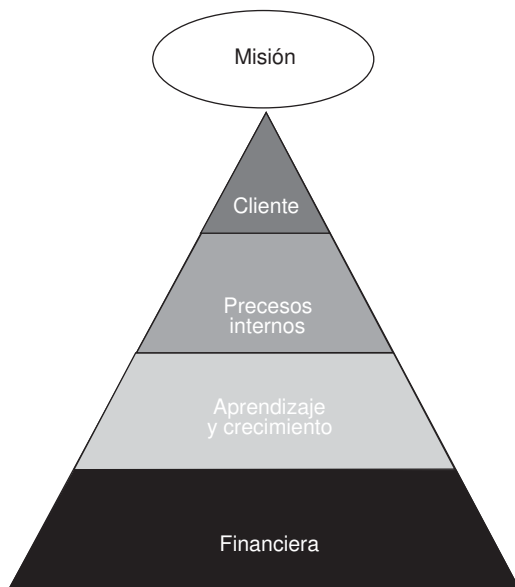 Misión
Cliente
Precesos
internos
Aprendizaje
y crecimiento
Financiera